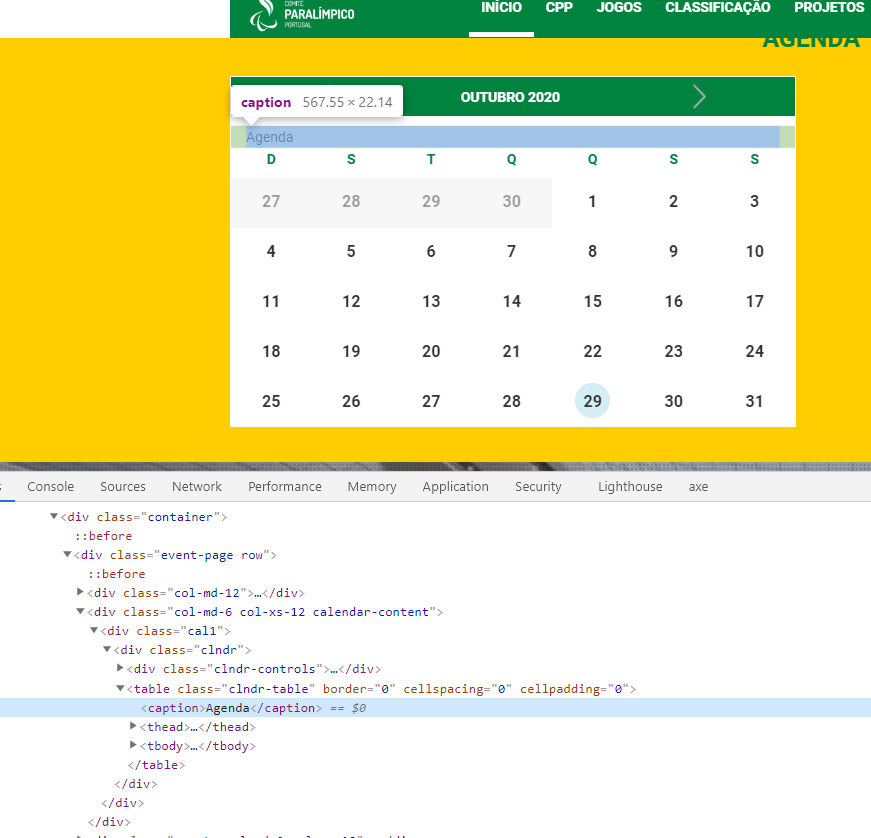 COMITÉ
PARALÍMPICO
PORTUGAL
INÍCIO CPP JOGOS CLASSIFICAÇÃO PROJETOS
AGENDA
caption 567.55 × 22.14
OUTUBRO 2020
Agenda
D S T Q Q S S
27 28 29 30 1 2 3
4 5 6 7 8 9 10
11 12 13 14 15 16 17
18 19 20 21 22 23 24
25 26 27 28 29 30 31
Console Sources Network Performance Memory Application Security Lighthouse axe
<div class="container">
::before
<div class="event-page row">
::before
<div class="col-md-12">…</div>
<div class="col-md-6 col-xs-12 calendar-content">
<div class="cal1">
<div class="clndr">
<div class="clndr-controls">…</div>
<table class="clndr-table" border="0" cellspacing="0" cellpadding="0">
<caption>Agenda</caption> == $0
<thead>…</thead>
<tbody>…</tbody>
</table>
</div>
</div>
</div>